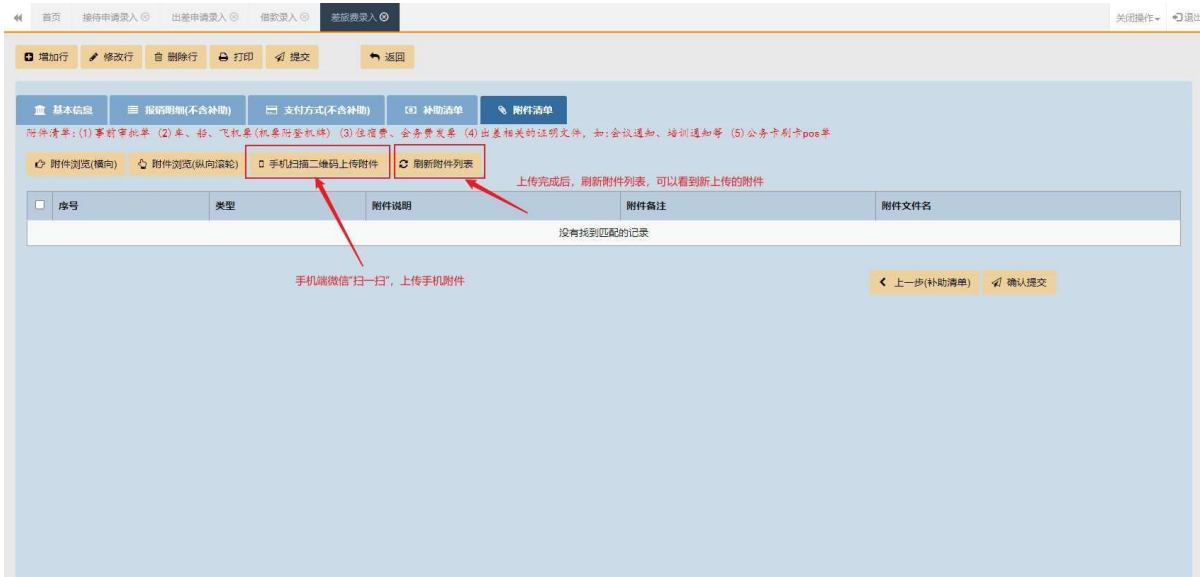 首页 接待申请录入 出差申请录入 借款录入 差旅费录入 关闭操作 退出
增加行 修改行 删除行 打印 提交 返回
基本信息 报销明细(不含补助) 支付方式(不含补助) 补助清单 附件清单
附件清单:(1)事前审批单 (2)车、船、飞机票(机票附登机牌) (3)住宿费、会务费发票 (4)出差相关的证明文件, 如:会议通知、培训通知等 (5)公务卡刷卡pos单
附件浏览(横向) 附件浏览(纵向滚轮) 手机扫描二维码上传附件 刷新附件列表
上传完成后，刷新附件列表，可以看到新上传的附件
序号 类型 附件说明 附件备注 附件文件名
没有找到匹配的记录
手机端微信“扫一扫”，上传手机附件
上一步(补助清单) 确认提交